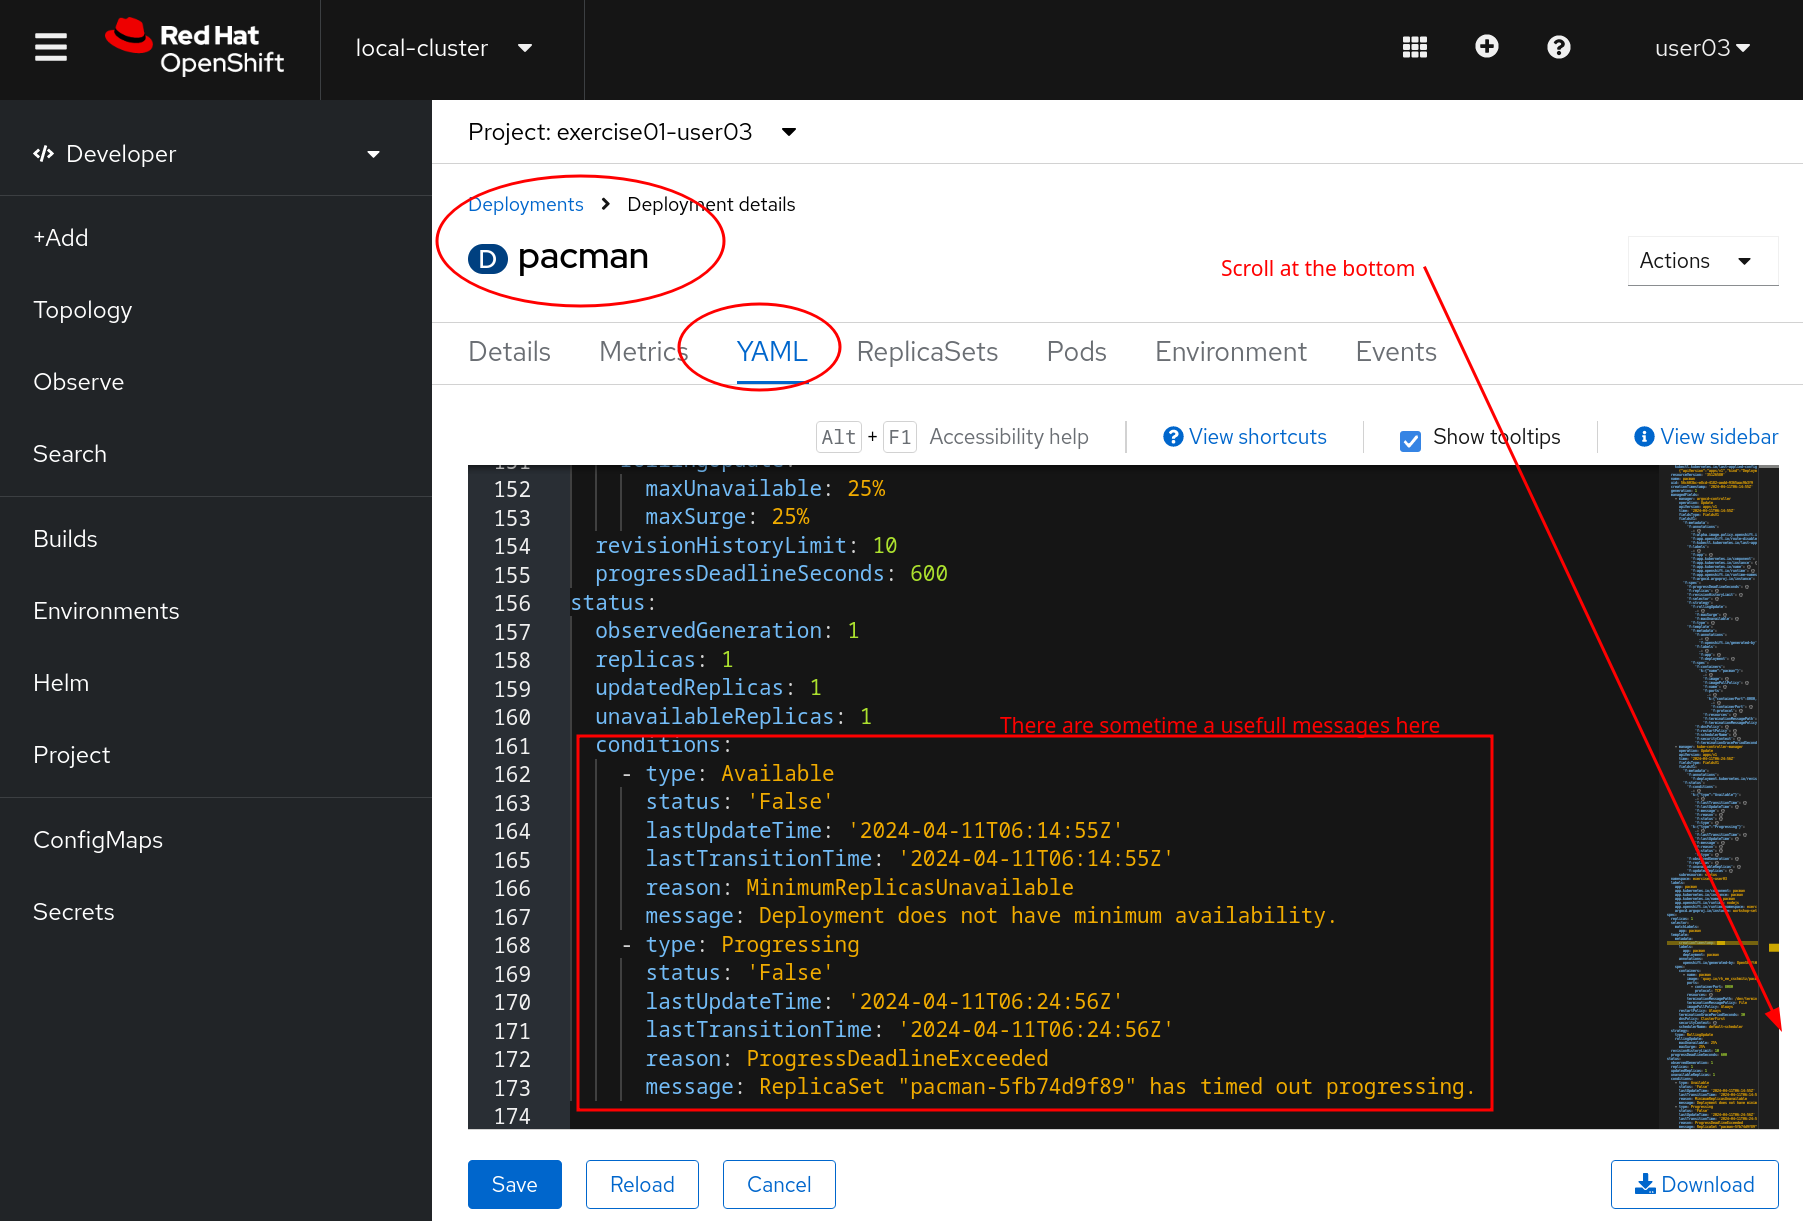 Red Hat
OpenShift
local-cluster
user03
Developer
+Add
Topology
Observe
Search
Builds
Environments
Helm
Project
ConfigMaps
Secrets
Project: exercise01-user03
Deployments > Deployment details
D pacman
Scroll at the bottom
Actions
Details Metrics YAML ReplicaSets Pods Environment Events
Alt + F1 Accessibility help View shortcuts Show tooltips View sidebar
151 rollingUpdate:
152 maxUnavailable: 25%
153 maxSurge: 25%
154 revisionHistoryLimit: 10
155 progressDeadlineSeconds: 600
156 status:
157 observedGeneration: 1
158 replicas: 1
159 updatedReplicas: 1
160 unavailableReplicas: 1
There are sometime a usefull messages here
161 conditions:
162 - type: Available
163 status: 'False'
164 lastUpdateTime: '2024-04-11T06:14:55Z'
165 lastTransitionTime: '2024-04-11T06:14:55Z'
166 reason: MinimumReplicasUnavailable
167 message: Deployment does not have minimum availability.
168 - type: Progressing
169 status: 'False'
170 lastUpdateTime: '2024-04-11T06:24:56Z'
171 lastTransitionTime: '2024-04-11T06:24:56Z'
172 reason: ProgressDeadlineExceeded
173 message: ReplicaSet "pacman-5fb74d9f89" has timed out progressing.
174
Save Reload Cancel Download